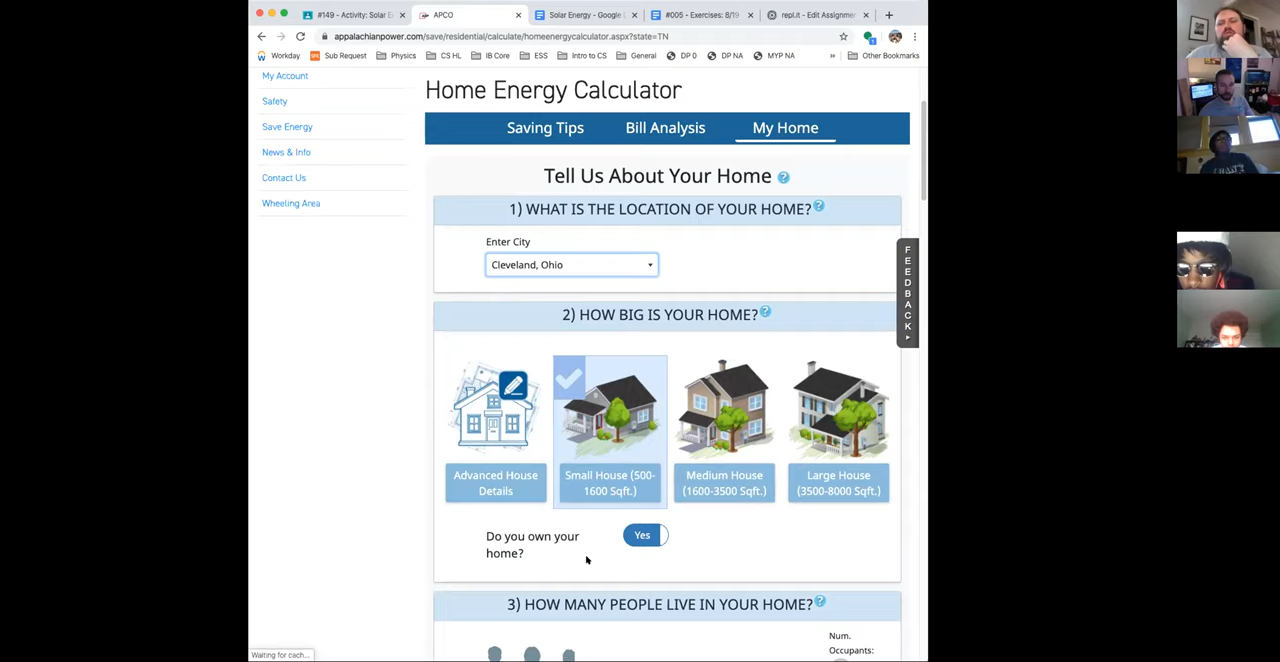 #149 - Activity: Solar E
APCO
Solar Energy - Google
#005 - Exercises: 8/19
repl.it - Edit Assignment
appalachianpower.com/save/residential/calculate/homeenergycalculator.aspx?state=TN
Workday
Sub Request
Physics
CS HL
IB Core
ESS
Intro to CS
General
DP 0
DP NA
MYP NA
»
Other Bookmarks
My Account
Safety
Save Energy
News & Info
Contact Us
Wheeling Area
Home Energy Calculator
Saving Tips
Bill Analysis
My Home
Tell Us About Your Home ?
1) WHAT IS THE LOCATION OF YOUR HOME? ?
Enter City
Cleveland, Ohio
2) HOW BIG IS YOUR HOME? ?
Advanced House
Details
Small House (500-
1600 Sqft.)
Medium House
(1600-3500 Sqft.)
Large House
(3500-8000 Sqft.)
Do you own your
home?
Yes
3) HOW MANY PEOPLE LIVE IN YOUR HOME? ?
Num.
Occupants:
FEEDBACK
Waiting for cach...